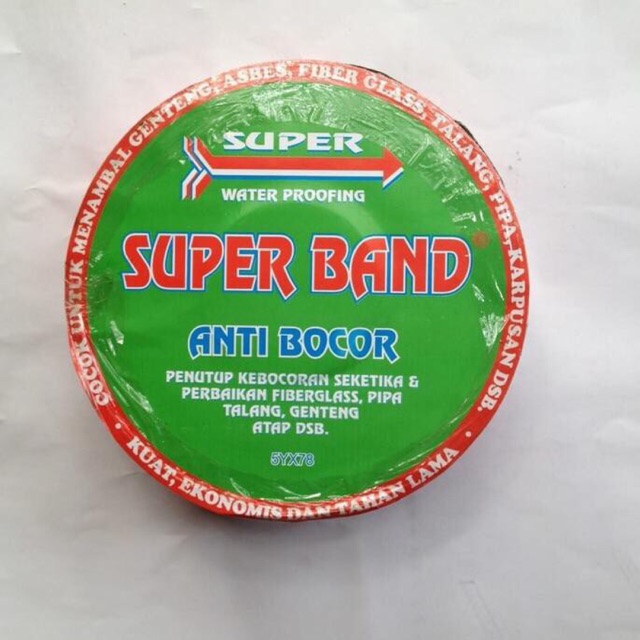 SUPER
WATER PROOFING
SUPER BAND®
ANTI BOCOR
PENUTUP KEBOCORAN SEKETIKA &
PERBAIKAN FIBERGLASS, PIPA
TALANG, GENTENG
ATAP DSB.
5YX78
COCOK UNTUK MENAMBAL GENTENG, ASBES, FIBER GLASS, TALANG, PIPA, KARPUSAN DSB.
• KUAT, EKONOMIS DAN TAHAN LAMA •